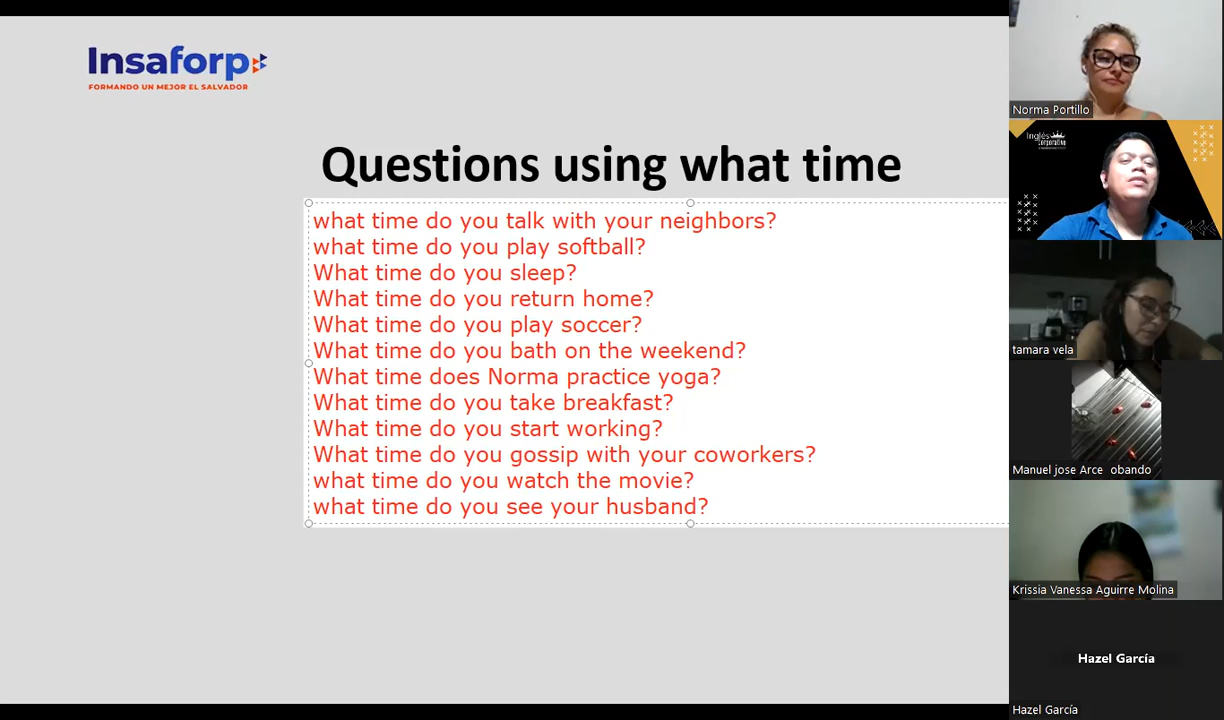 Insaforp
FORMANDO UN MEJOR EL SALVADOR
Questions using what time
what time do you talk with your neighbors?
what time do you play softball?
What time do you sleep?
What time do you return home?
What time do you play soccer?
What time do you bath on the weekend?
What time does Norma practice yoga?
What time do you take breakfast?
What time do you start working?
What time do you gossip with your coworkers?
what time do you watch the movie?
what time do you see your husband?
Norma Portillo
Inglés
corporativo
tamara vela
Manuel jose Arce obando
Krissia Vanessa Aguirre Molina
Hazel García
Hazel García